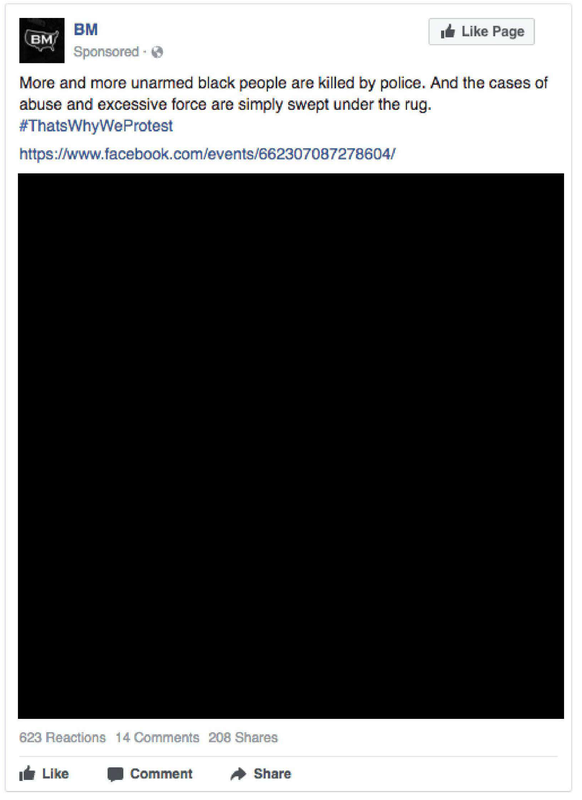 BM
BM
Like Page
Sponsored ·
More and more unarmed black people are killed by police. And the cases of
abuse and excessive force are simply swept under the rug.
#ThatsWhyWeProtest
https://www.facebook.com/events/662307087278604/
623 Reactions 14 Comments 208 Shares
Like Comment Share